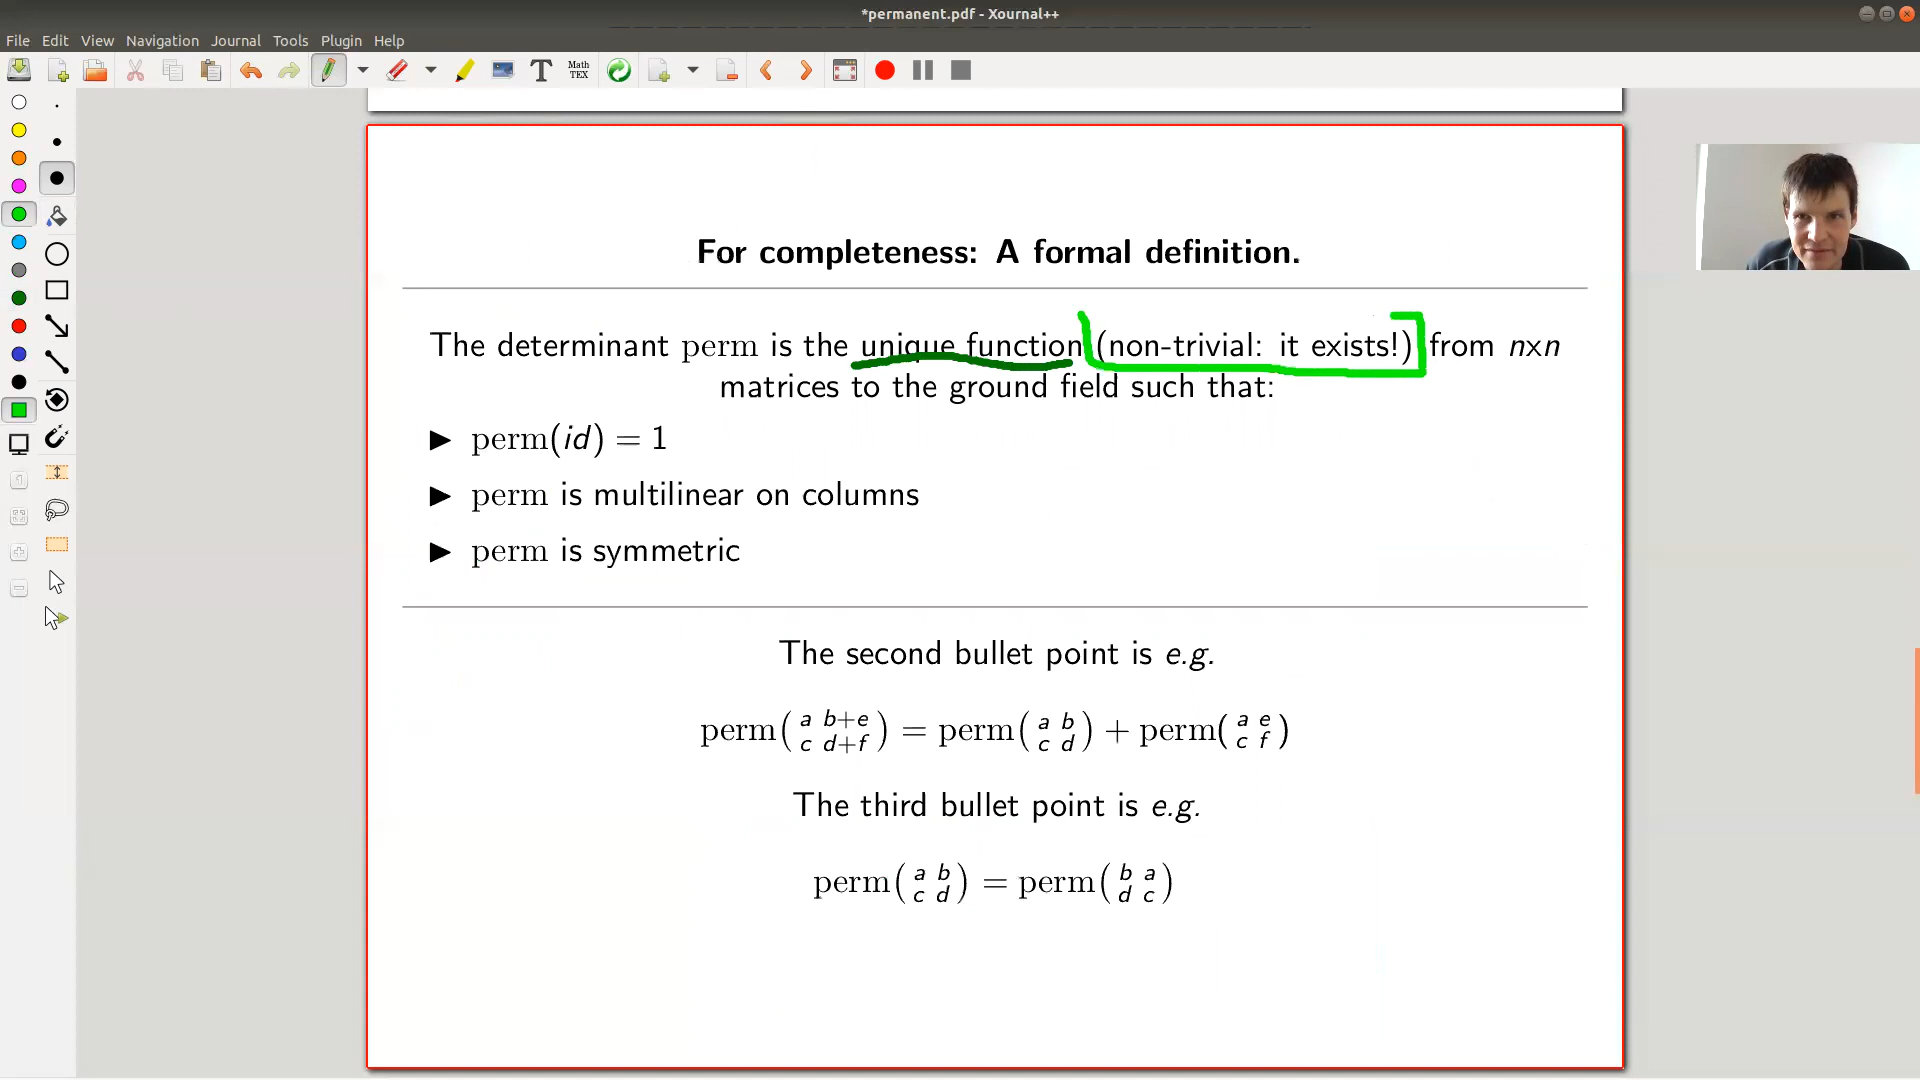 *permanent.pdf - Xournal++
File Edit View Navigation Journal Tools Plugin Help
T Math TEX
For completeness: A formal definition.
The determinant perm is the unique function (non-trivial: it exists!) from n×n
matrices to the ground field such that:
▶ perm(id) = 1
▶ perm is multilinear on columns
▶ perm is symmetric
The second bullet point is e.g.
perm(a b+e c d+f) = perm(a b c d) + perm(a e c f)
The third bullet point is e.g.
perm(a b c d) = perm(b a d c)